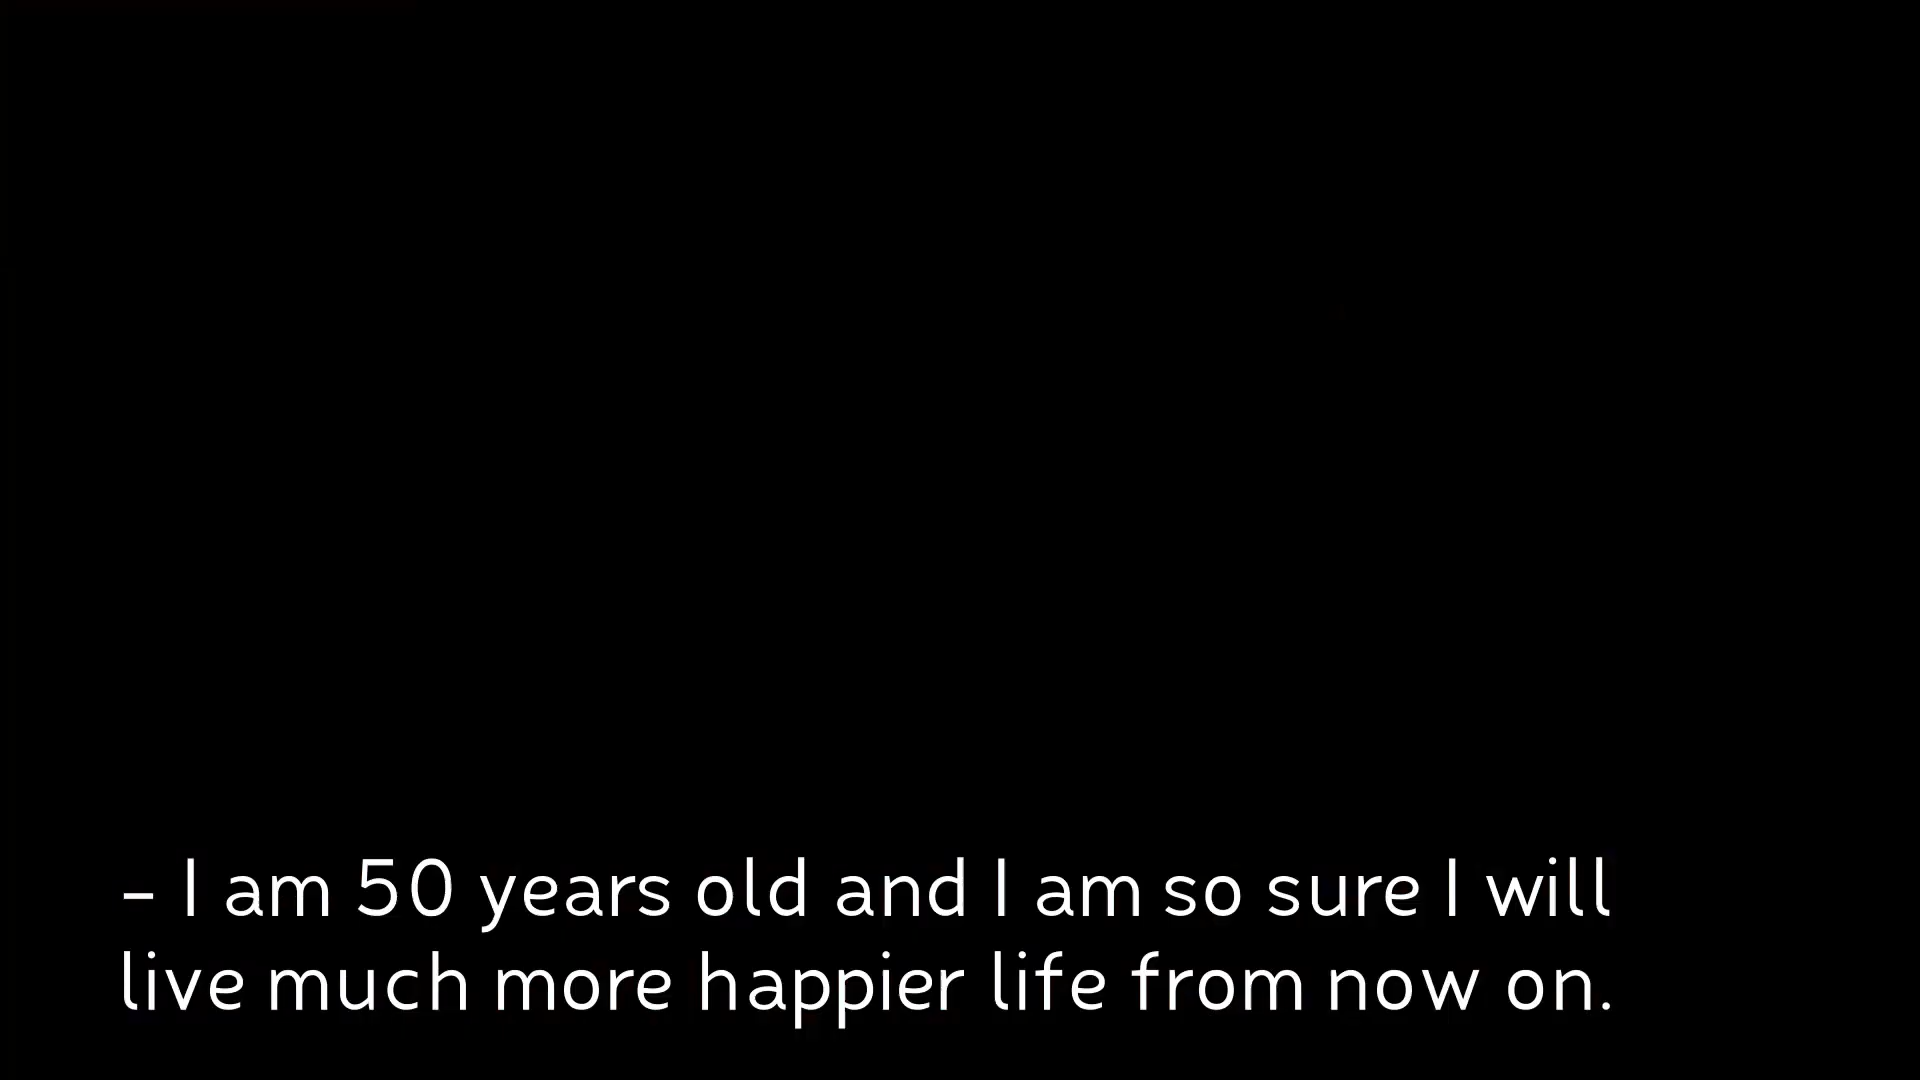 - I am 50 years old and I am so sure I will
live much more happier life from now on.